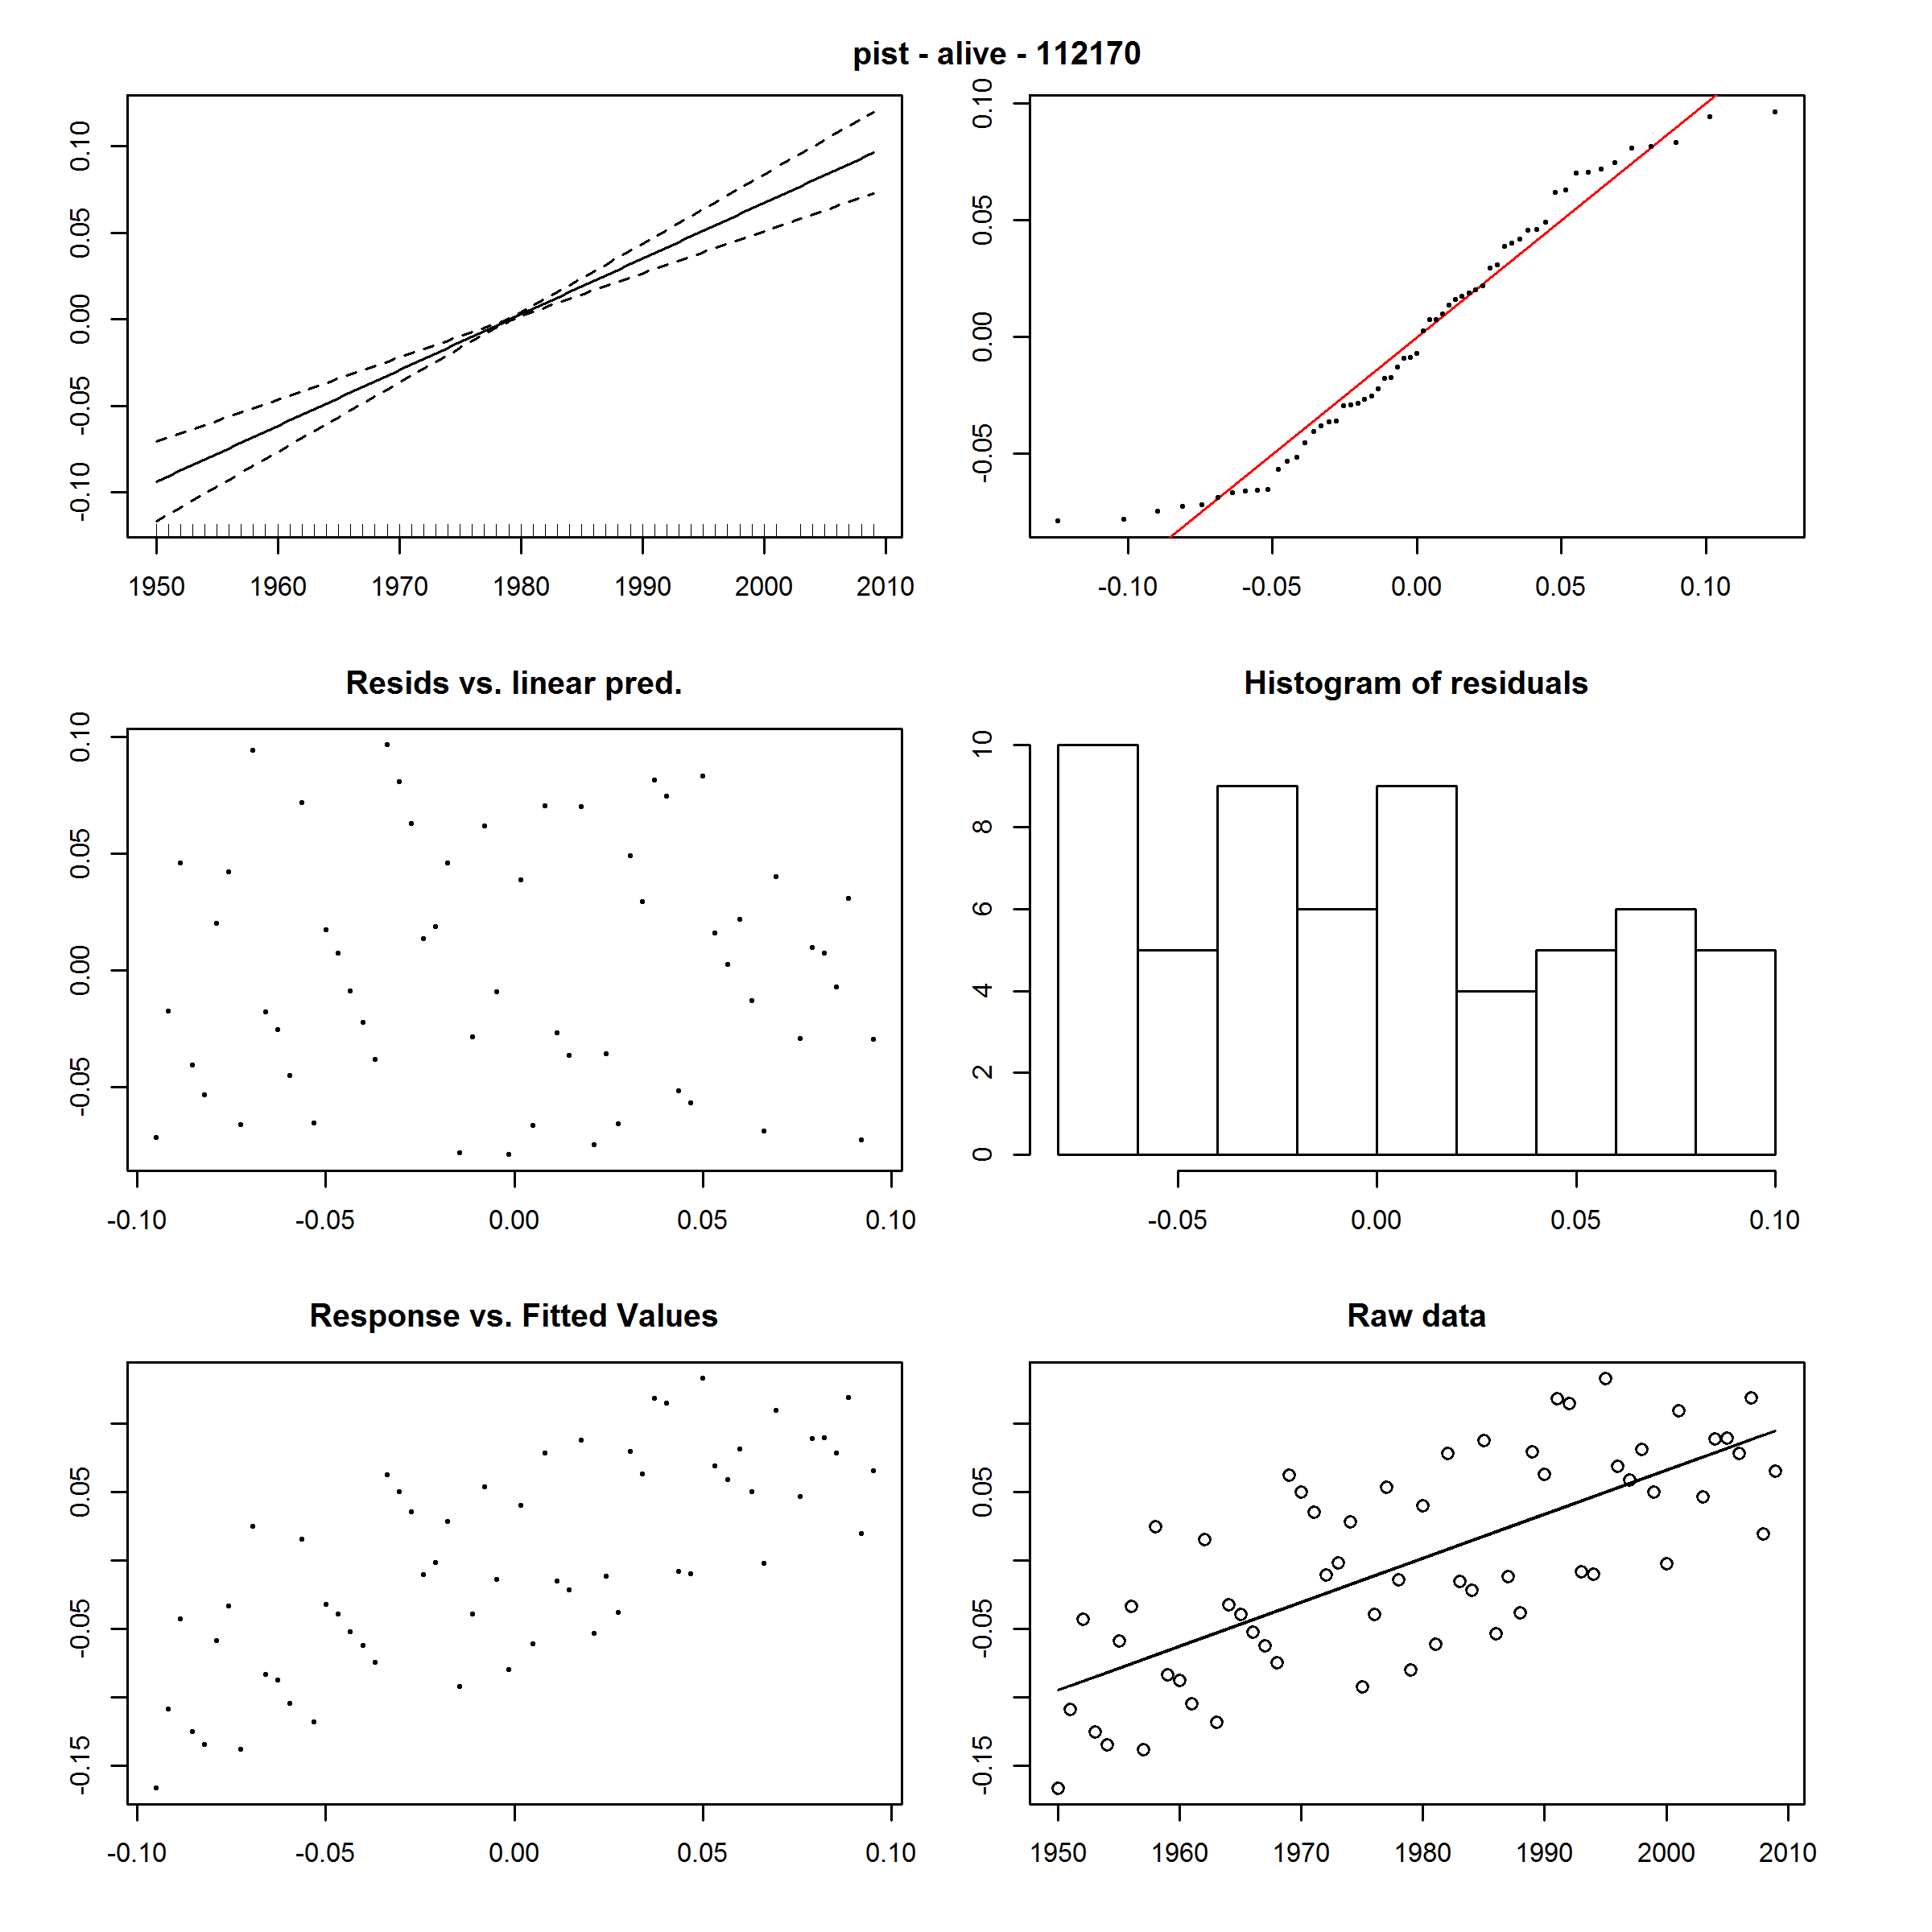 pist - alive - 112170
0.10
0.05
0.00
-0.05
-0.10
1950 1960 1970 1980 1990 2000 2010
0.10
0.05
0.00
-0.05
-0.10 -0.05 0.00 0.05 0.10
Resids vs. linear pred.
0.10
0.05
0.00
-0.05
-0.10 -0.05 0.00 0.05 0.10
Histogram of residuals
10
8
6
4
2
0
-0.05 0.00 0.05 0.10
Response vs. Fitted Values
0.05
-0.05
-0.15
-0.10 -0.05 0.00 0.05 0.10
Raw data
0.05
-0.05
-0.15
1950 1960 1970 1980 1990 2000 2010